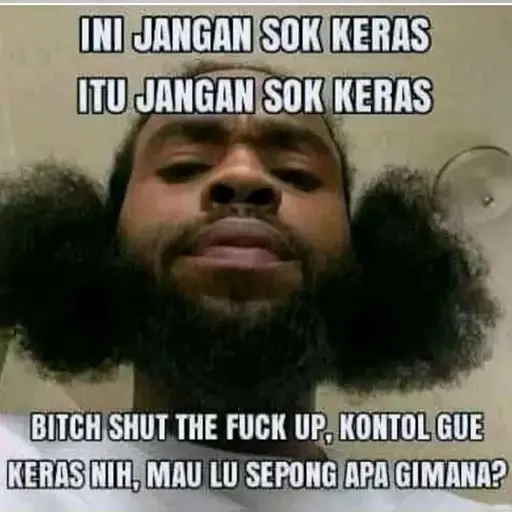 INI JANGAN SOK KERAS
ITU JANGAN SOK KERAS
BITCH SHUT THE FUCK UP, KONTOL GUE
KERAS NIH, MAU LU SEPONG APA GIMANA?